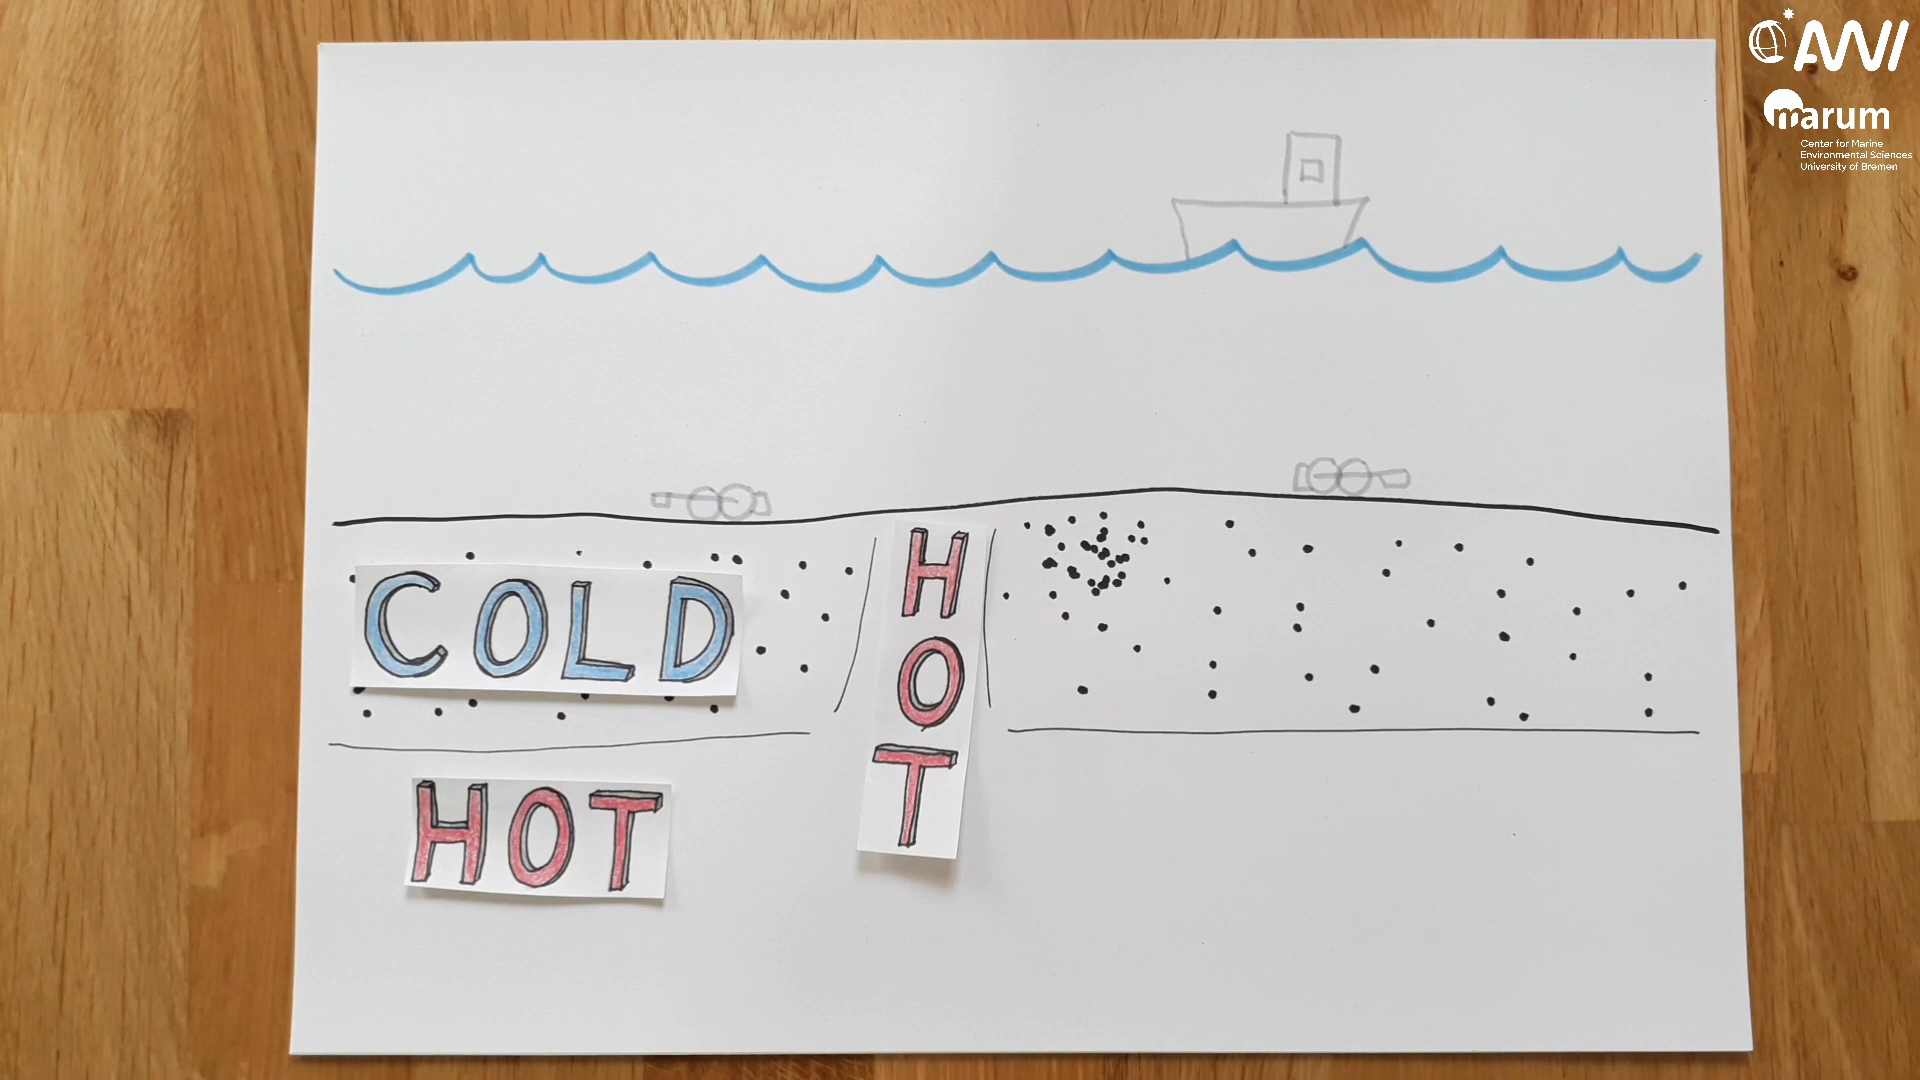 AWI
marum
Center for Marine
Environmental Sciences
University of Bremen
COLD
HOT
HOT